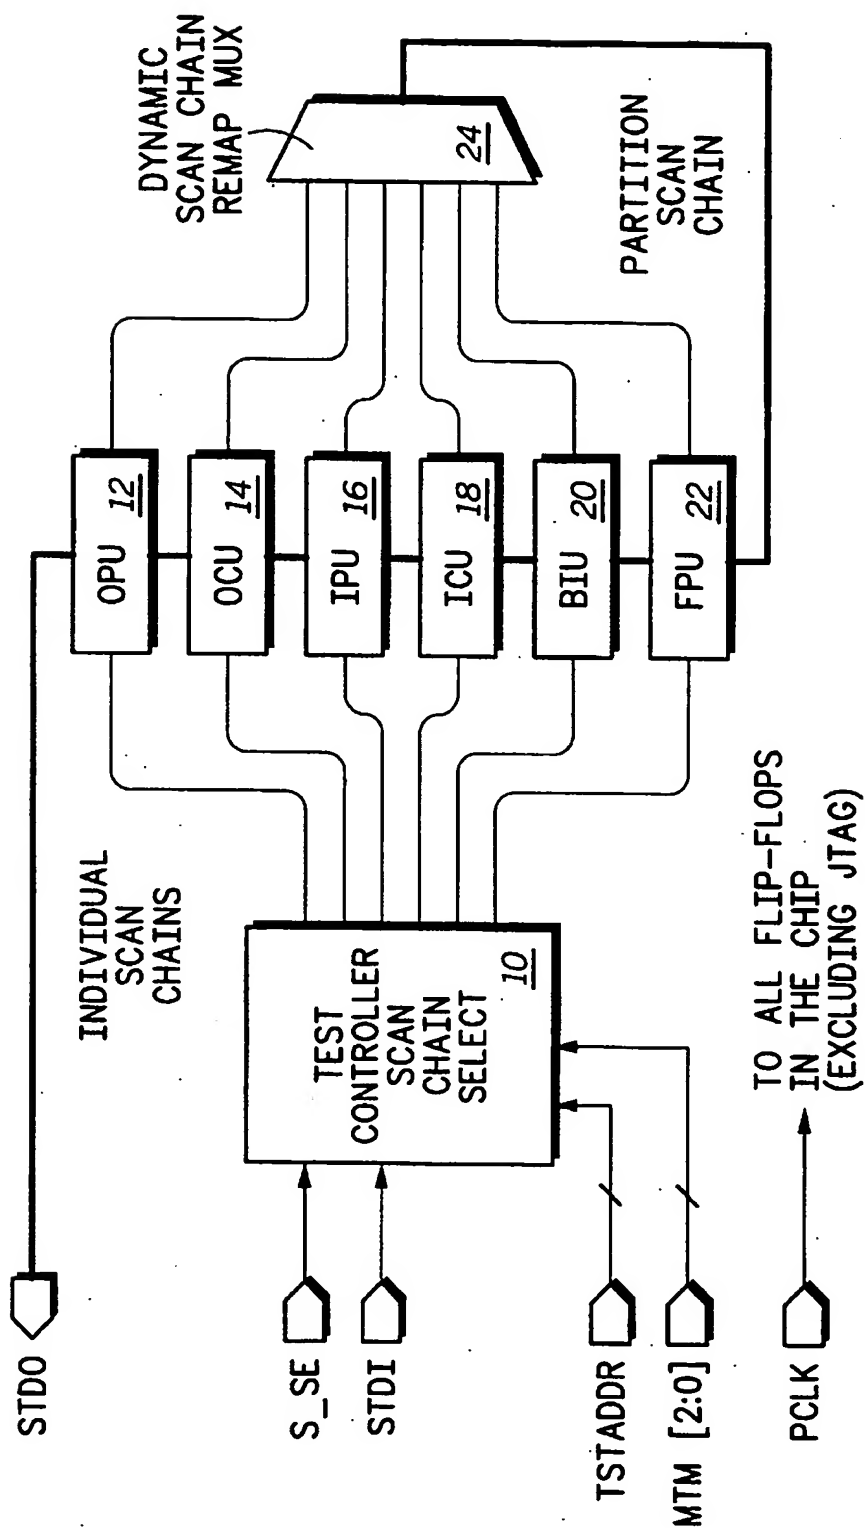 STDO
INDIVIDUAL
SCAN
CHAINS
DYNAMIC
SCAN CHAIN
REMAP MUX
OPU 12
OCU 14
IPU 16
ICU 18
BIU 20
FPU 22
24
S_SE
STDI
TEST
CONTROLLER
SCAN
CHAIN
SELECT
10
PARTITION
SCAN
CHAIN
TSTADDR
MTM [2:0]
PCLK
TO ALL FLIP-FLOPS
IN THE CHIP
(EXCLUDING JTAG)